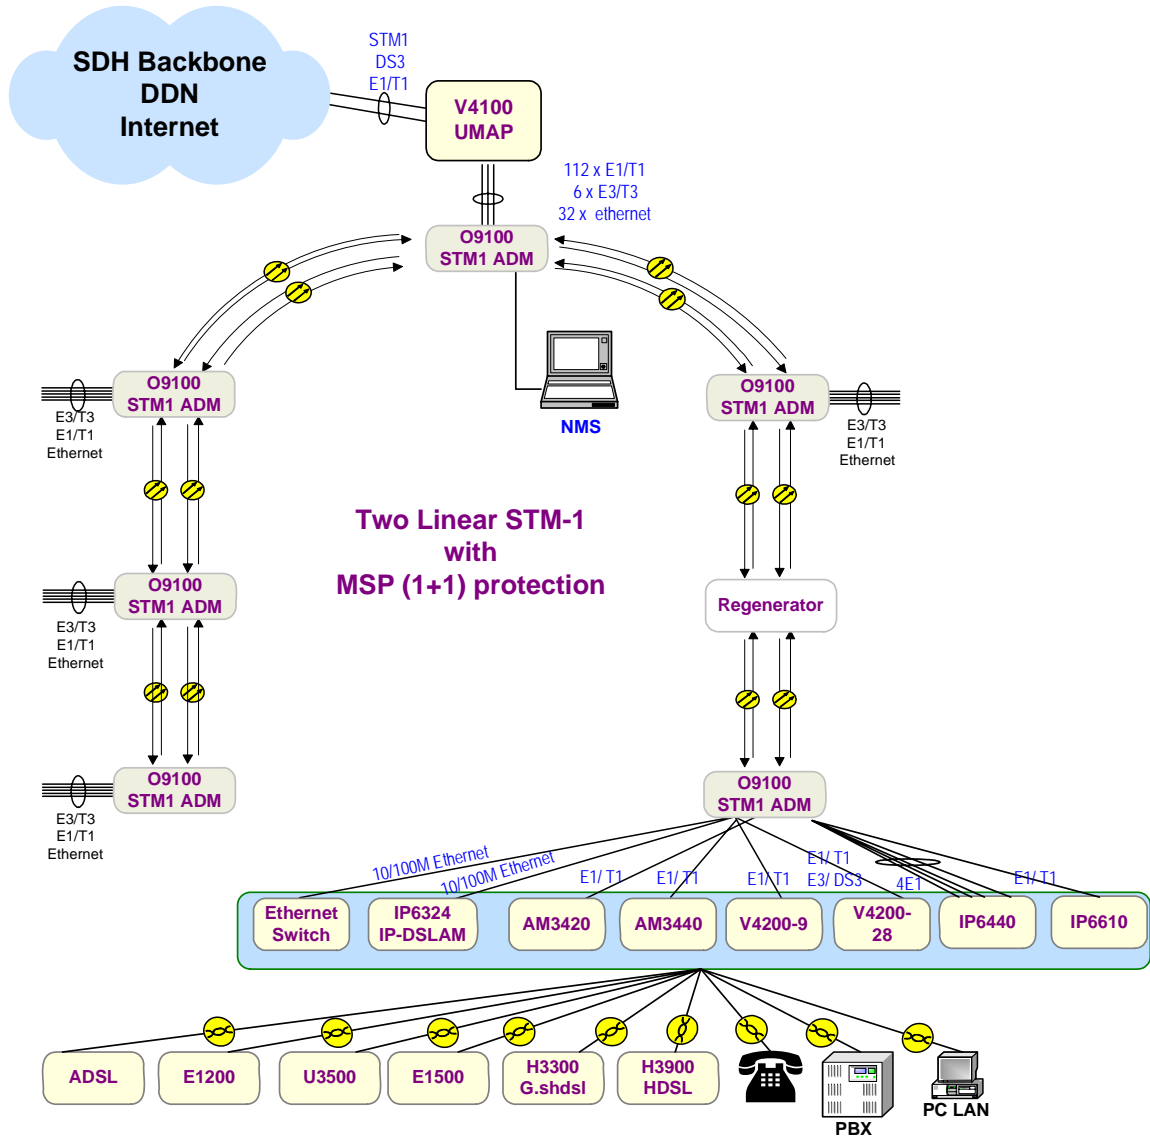 SDH Backbone
DDN
Internet
STM1
DS3
E1/T1
V4100
UMAP
112 x E1/T1
6 x E3/T3
32 x ethernet
O9100
STM1 ADM
NMS
O9100
STM1 ADM
E3/T3
E1/T1
Ethernet
O9100
STM1 ADM
E3/T3
E1/T1
Ethernet
Two Linear STM-1
with
MSP (1+1) protection
O9100
STM1 ADM
E3/T3
E1/T1
Ethernet
Regenerator
O9100
STM1 ADM
E3/T3
E1/T1
Ethernet
O9100
STM1 ADM
10/100M Ethernet
10/100M Ethernet
E1/ T1
E1/ T1
E1/ T1
E1/ T1
E3/ DS3
4E1
E1/ T1
Ethernet
Switch
IP6324
IP-DSLAM
AM3420
AM3440
V4200-9
V4200-
28
IP6440
IP6610
ADSL
E1200
U3500
E1500
H3300
G.shdsl
H3900
HDSL
PBX
PC LAN